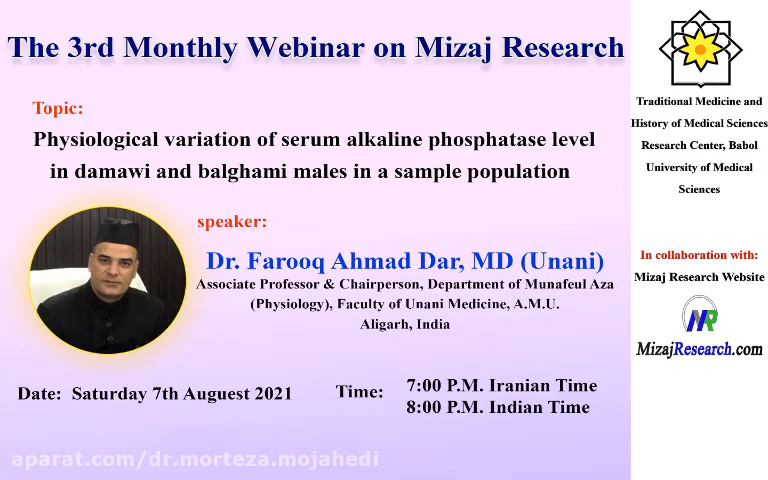 The 3rd Monthly Webinar on Mizaj Research
Topic:
Physiological variation of serum alkaline phosphatase level
in damawi and balghami males in a sample population
speaker:
Dr. Farooq Ahmad Dar, MD (Unani)
Associate Professor & Chairperson, Department of Munafeul Aza
(Physiology), Faculty of Unani Medicine, A.M.U.
Aligarh, India
Date: Saturday 7th Auguest 2021
Time: 7:00 P.M. Iranian Time
8:00 P.M. Indian Time
aparat.com/dr.morteza.mojahedi
Traditional Medicine and
History of Medical Sciences
Research Center, Babol
University of Medical
Sciences
In collaboration with:
Mizaj Research Website
MR
MizajResearch.com